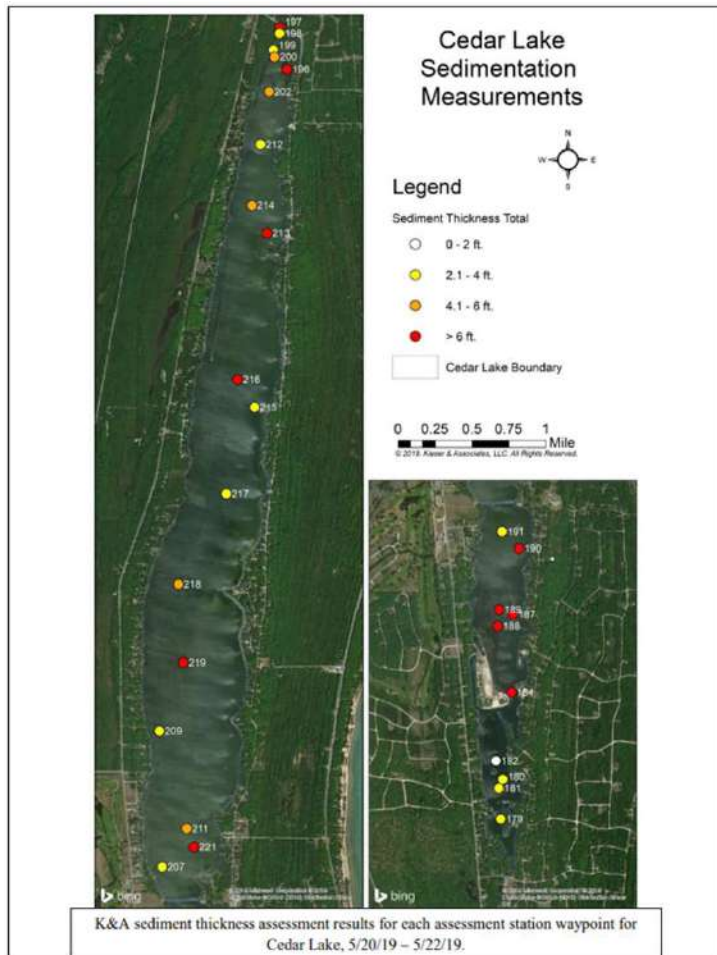 Cedar Lake
Sedimentation
Measurements
N
W E
S
Legend
Sediment Thickness Total
0 - 2 ft.
2.1 - 4 ft.
4.1 - 6 ft.
> 6 ft.
Cedar Lake Boundary
0 0.25 0.5 0.75 1
Mile
© 2019. Kieser & Associates, LLC. All Rights Reserved.
197
198
199
200
196
202
212
214
213
216
215
217
218
219
209
211
221
207
bing
191
190
189
187
188
184
182
180
181
179
bing
K&A sediment thickness assessment results for each assessment station waypoint for
Cedar Lake, 5/20/19 – 5/22/19.